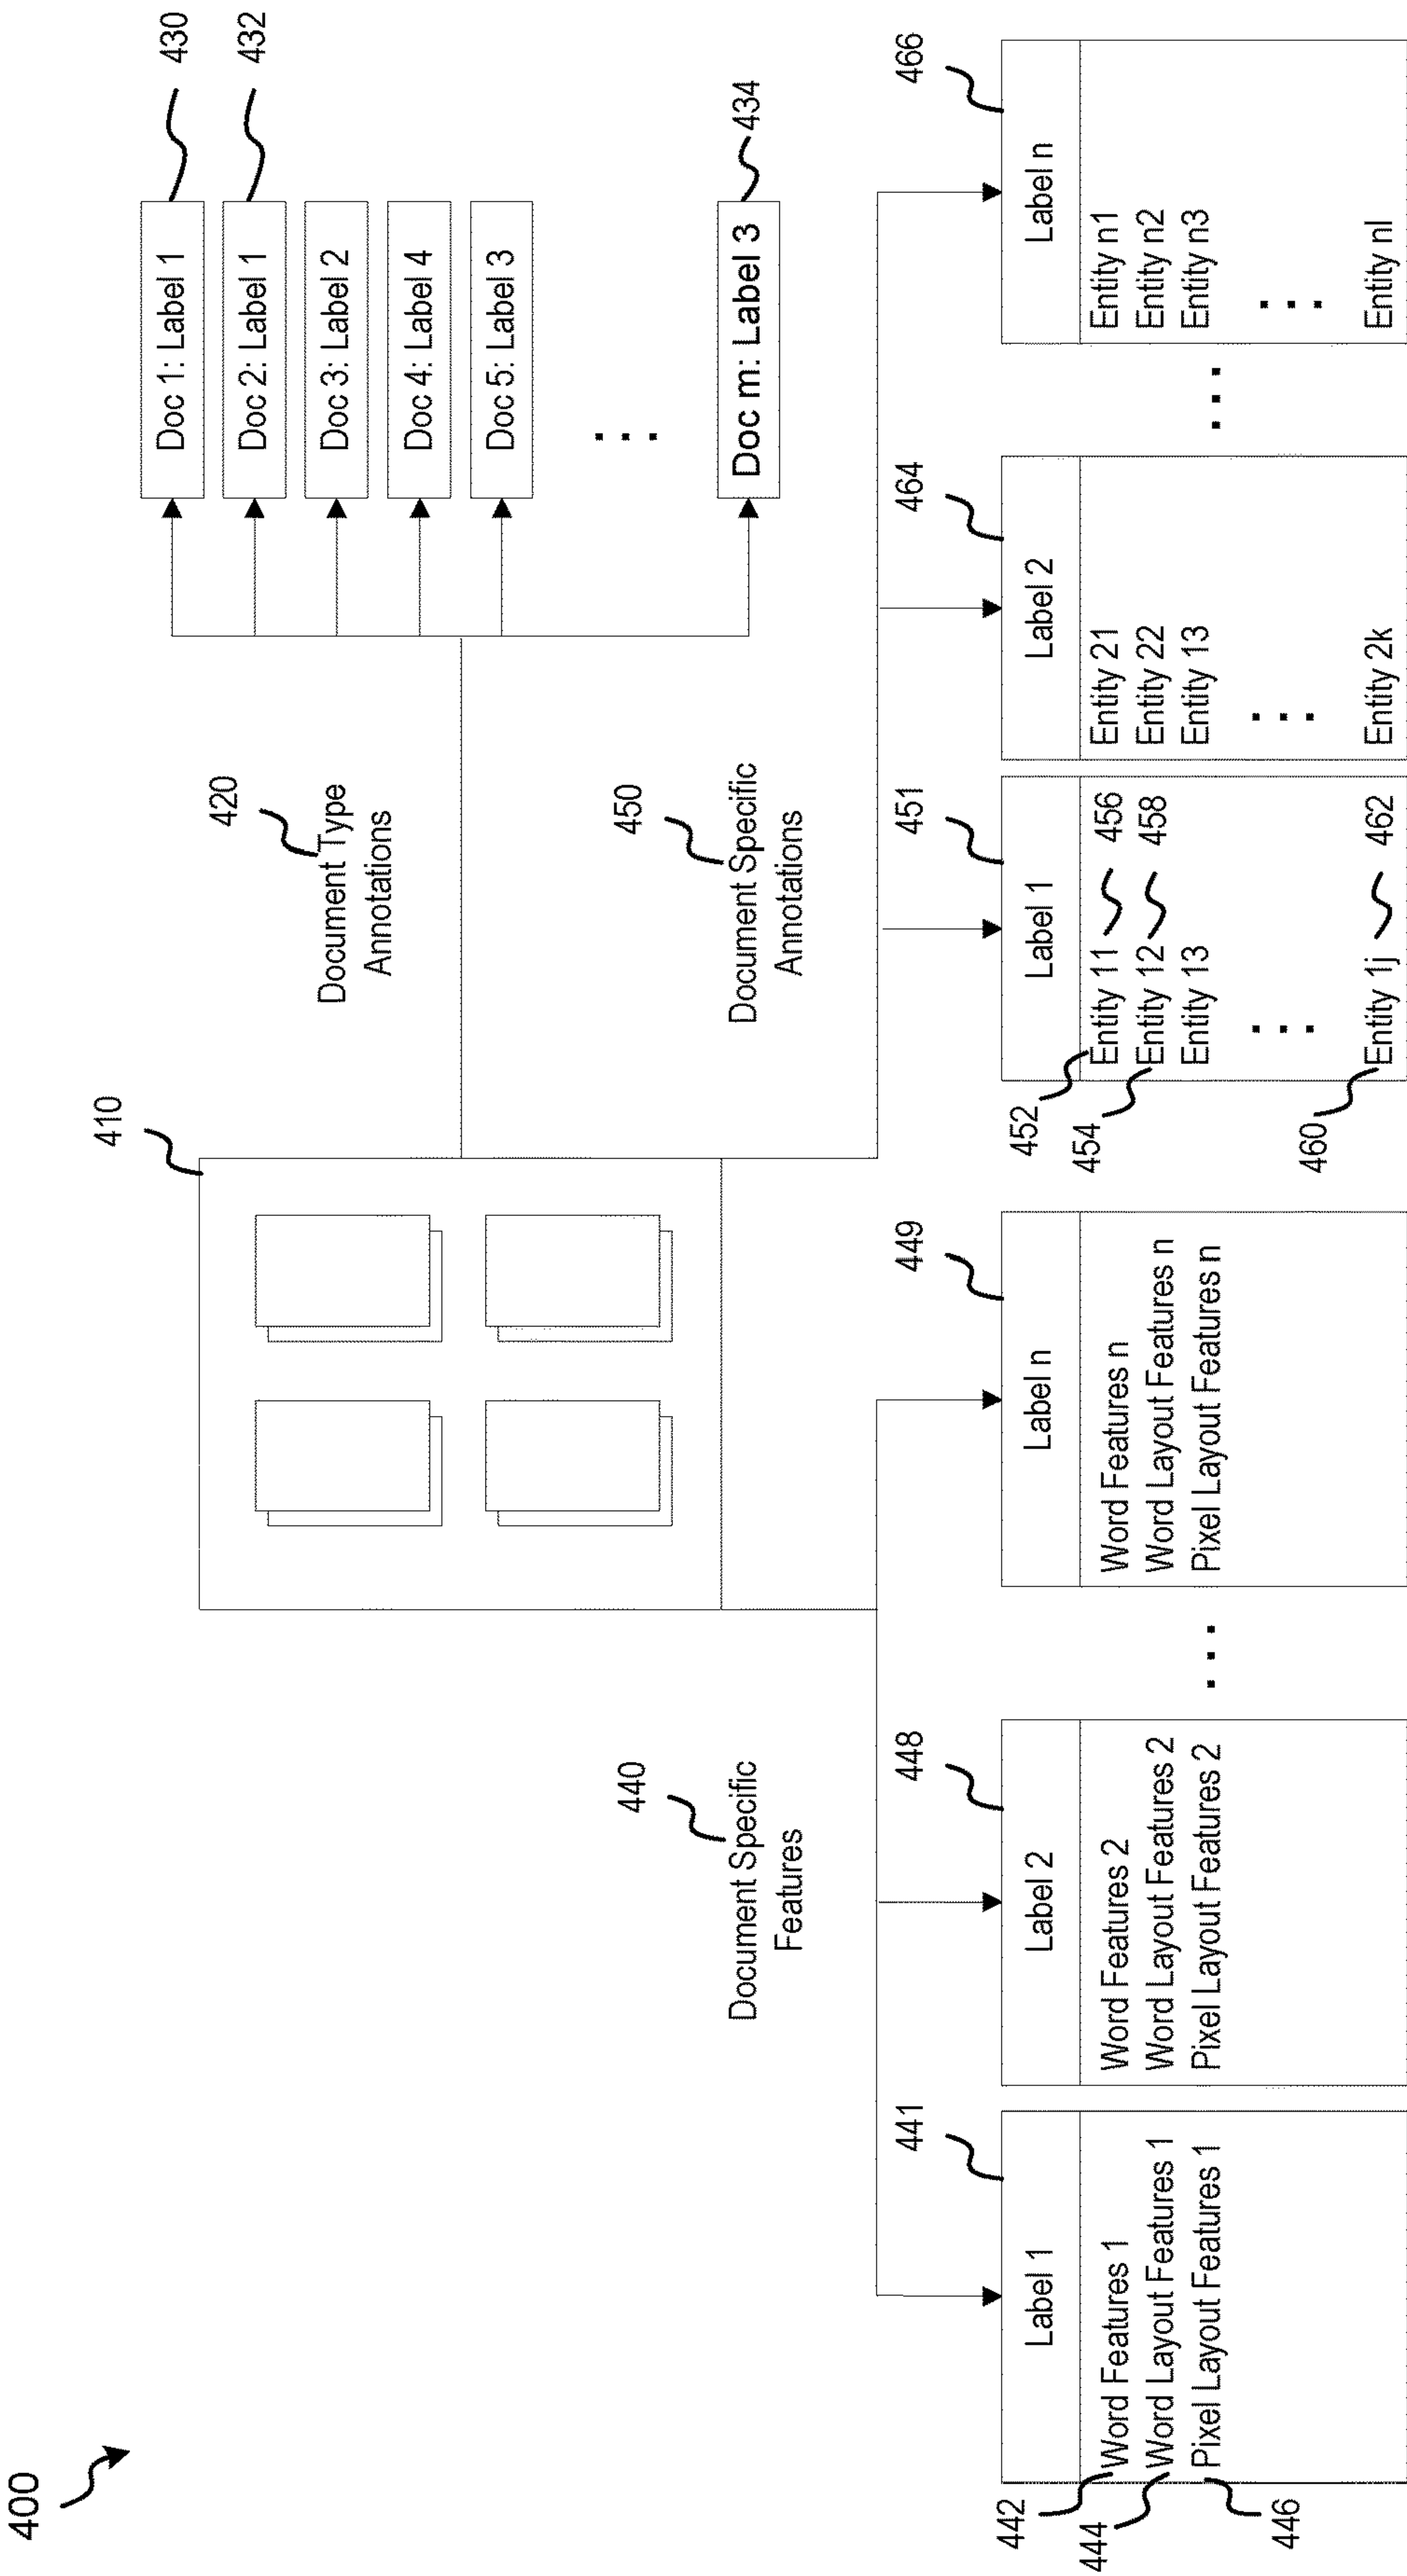 400
410
420
Document Type
Annotations
Doc 1: Label 1
430
Doc 2: Label 1
432
Doc 3: Label 2
Doc 4: Label 4
Doc 5: Label 3
...
Doc m: Label 3
434
440
Document Specific
Features
450
Document Specific
Annotations
441
Label 1
442
Word Features 1
444
Word Layout Features 1
446
Pixel Layout Features 1
448
Label 2
Word Features 2
Word Layout Features 2
Pixel Layout Features 2
...
449
Label n
Word Features n
Word Layout Features n
Pixel Layout Features n
451
Label 1
452
Entity 11
456
454
Entity 12
458
Entity 13
...
460
Entity 1j
462
464
Label 2
Entity 21
Entity 22
Entity 13
...
Entity 2k
...
466
Label n
Entity n1
Entity n2
Entity n3
...
Entity nl